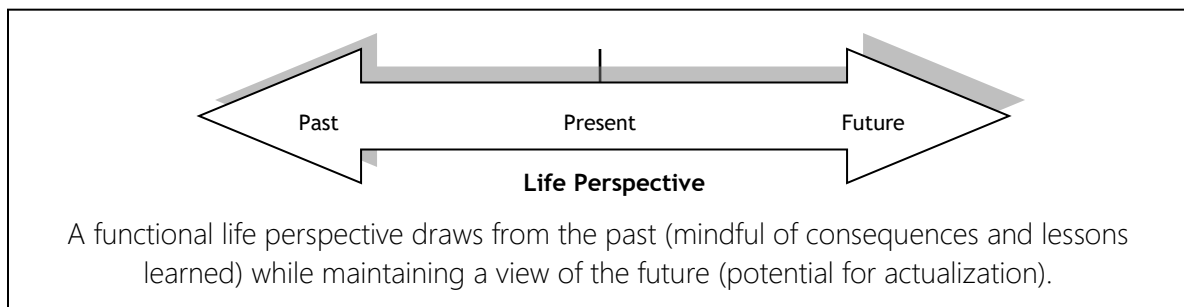 Past Present Future
Life Perspective
A functional life perspective draws from the past (mindful of consequences and lessons
learned) while maintaining a view of the future (potential for actualization).